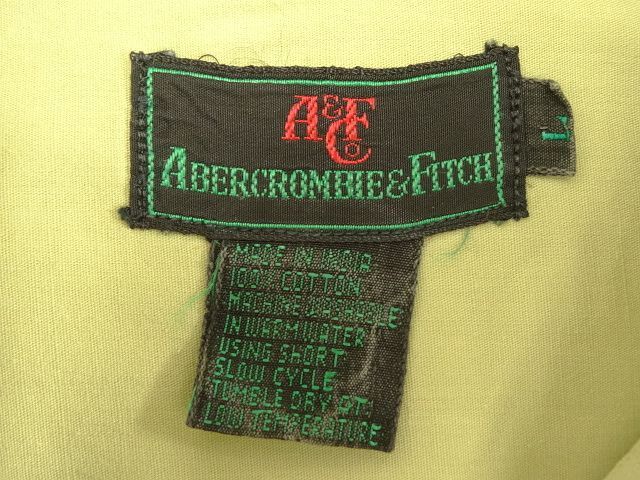 A&F
Co
ABERCROMBIE & FITCH
L
MADE IN INDIA
100% COTTON
MACHINE WASHABLE
IN WARM WATER
USING SHORT
SLOW CYCLE
TUMBLE DRY AT.
LOW TEMPERATURE